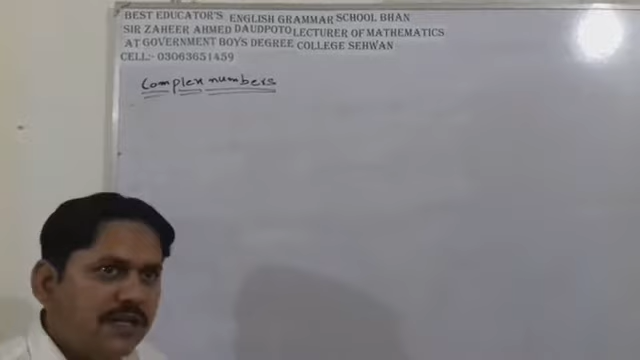 BEST EDUCATOR'S ENGLISH GRAMMAR SCHOOL BHAN
SIR ZAHEER AHMED DAUDPOTO LECTURER OF MATHEMATICS
AT GOVERNMENT BOYS DEGREE COLLEGE SEHWAN
CELL:- 03063651459
Complex numbers